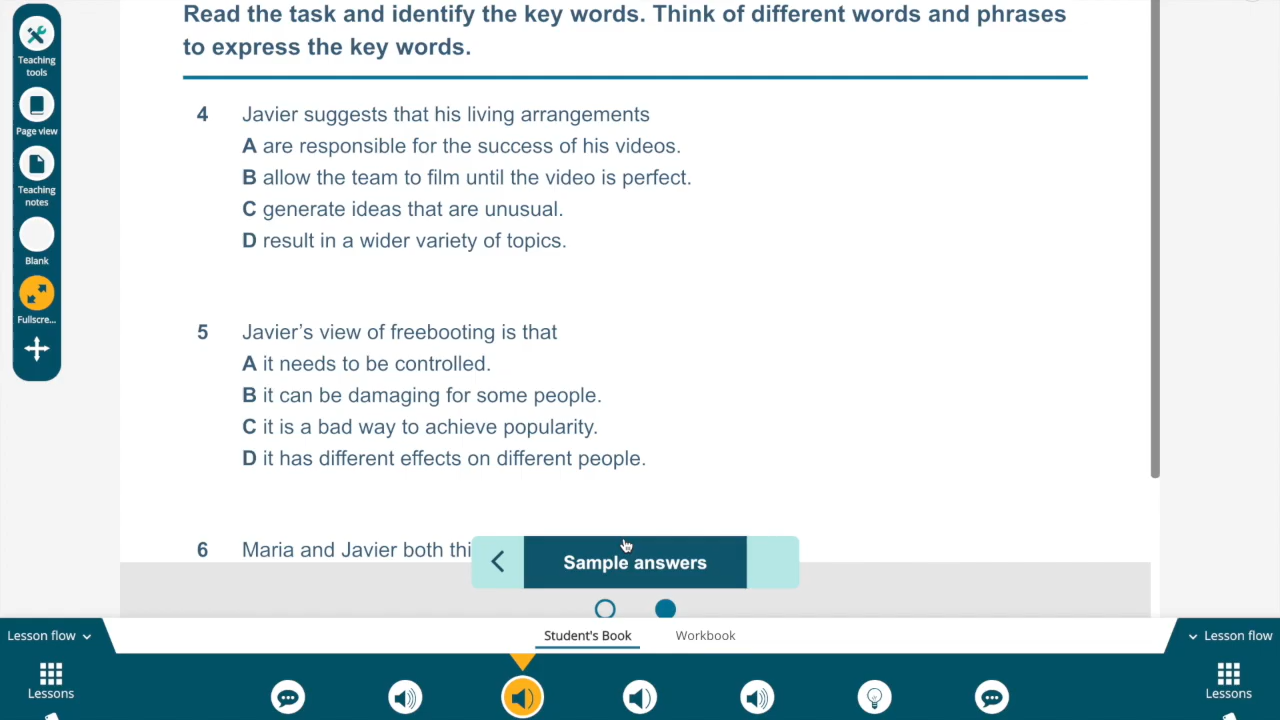 Read the task and identify the key words. Think of different words and phrases
to express the key words.
Teaching
tools
Page view
Teaching
notes
Blank
Fullscre...
4 Javier suggests that his living arrangements
A are responsible for the success of his videos.
B allow the team to film until the video is perfect.
C generate ideas that are unusual.
D result in a wider variety of topics.
5 Javier’s view of freebooting is that
A it needs to be controlled.
B it can be damaging for some people.
C it is a bad way to achieve popularity.
D it has different effects on different people.
6 Maria and Javier both thi
Sample answers
Lesson flow
Student's Book
Workbook
Lesson flow
Lessons
Lessons